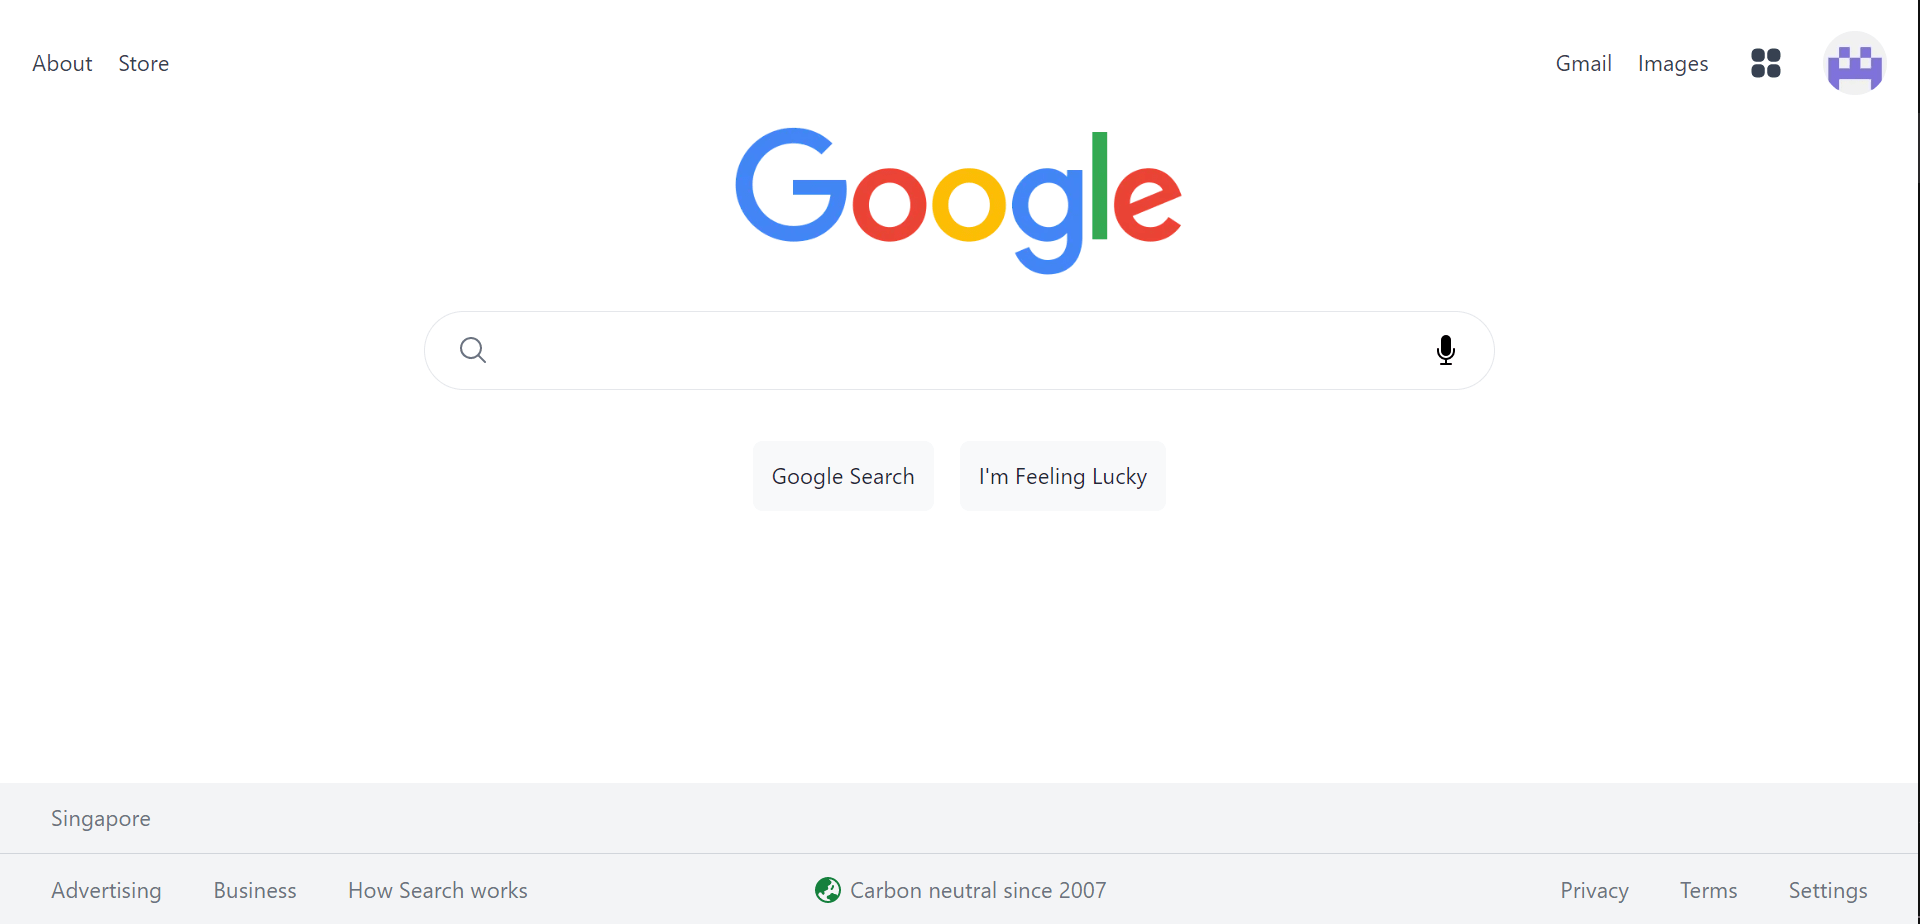 About Store Gmail Images
Google
Google Search I'm Feeling Lucky
Singapore
Advertising Business How Search works Carbon neutral since 2007 Privacy Terms Settings